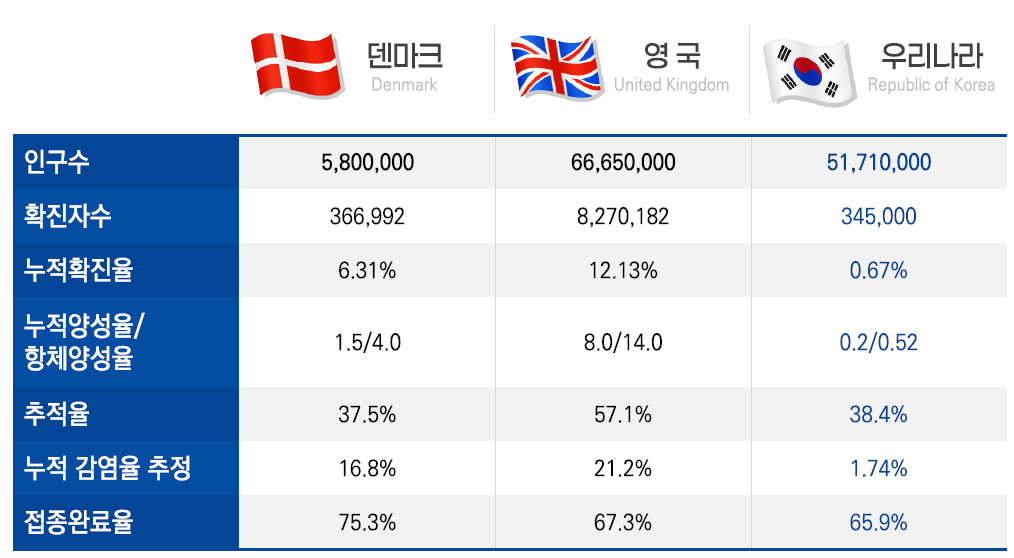 덴마크 영국 우리나라
Denmark United Kingdom Republic of Korea
인구수 5,800,000 66,650,000 51,710,000
확진자수 366,992 8,270,182 345,000
누적확진율 6.31% 12.13% 0.67%
누적양성율/
항체양성율 1.5/4.0 8.0/14.0 0.2/0.52
추적율 37.5% 57.1% 38.4%
누적 감염율 추정 16.8% 21.2% 1.74%
접종완료율 75.3% 67.3% 65.9%